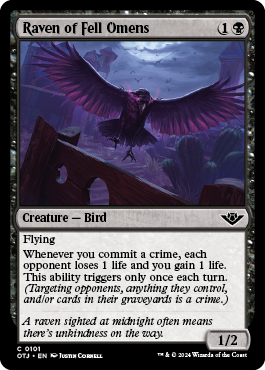 Raven of Fell Omens 1
Creature — Bird
Flying
Whenever you commit a crime, each
opponent loses 1 life and you gain 1 life.
This ability triggers only once each turn.
(Targeting opponents, anything they control,
and/or cards in their graveyards is a crime.)
A raven sighted at midnight often means
there's unkindness on the way.
1/2
C 0101
OTJ • EN Justin Cornell
™ & © 2024 Wizards of the Coast